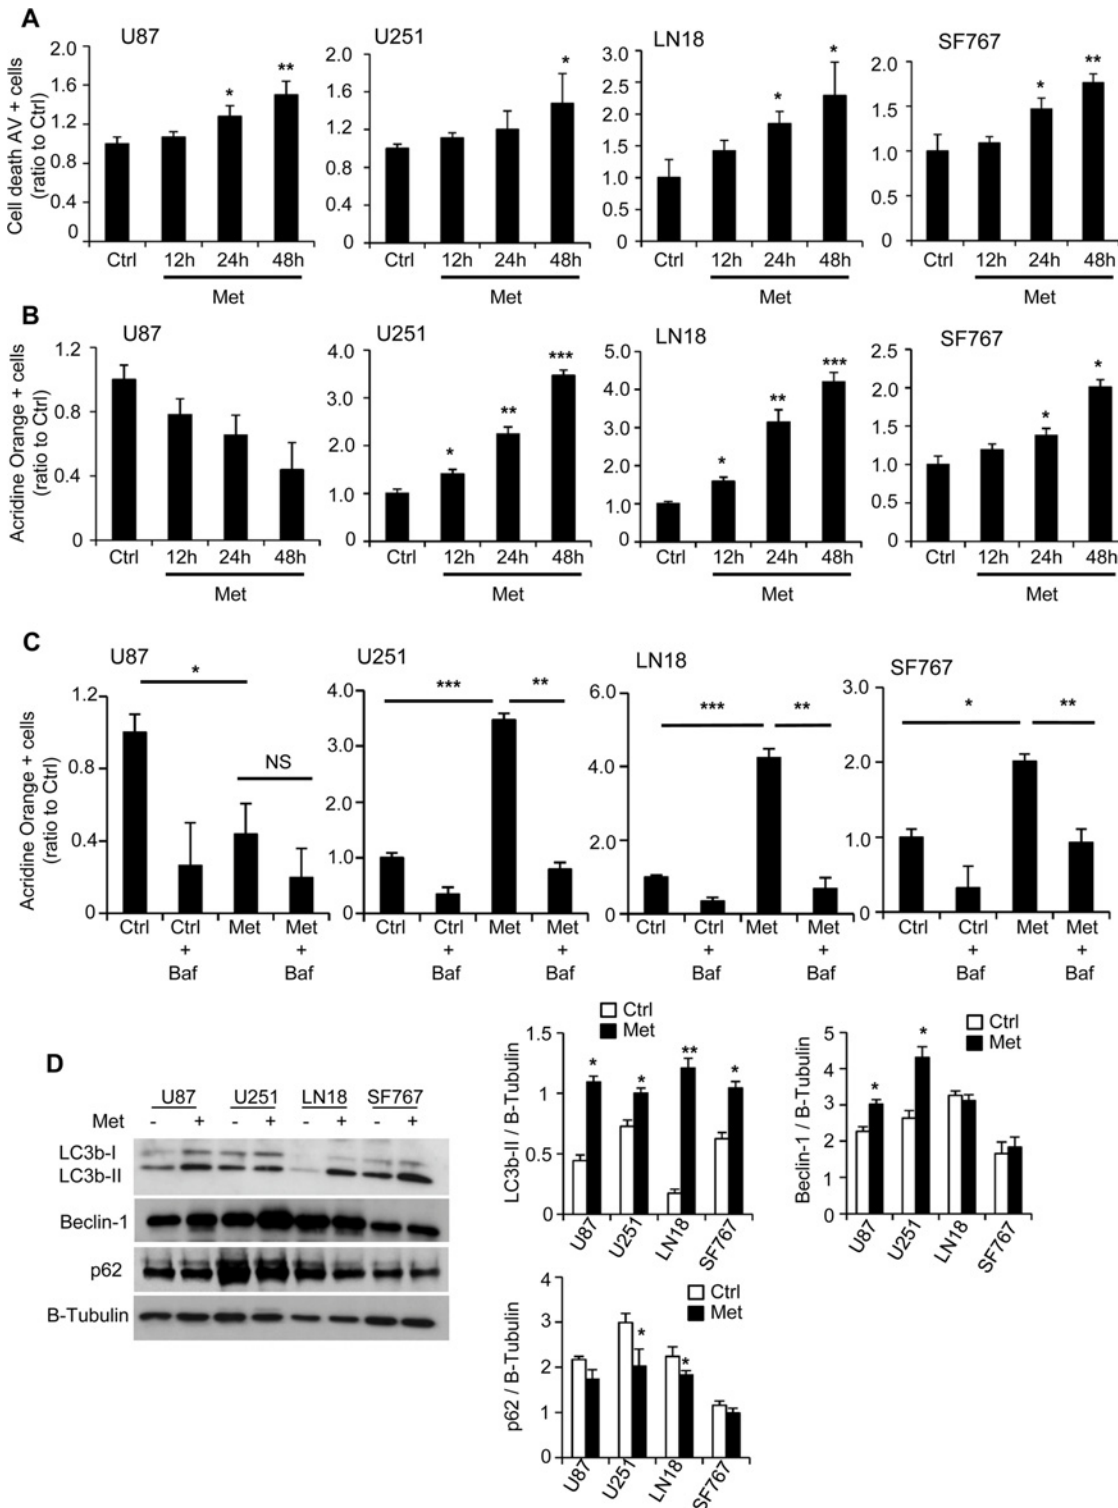 A
U87
U251
LN18
SF767
Cell death AV + cells
(ratio to Ctrl)
2.0
1.6
1.2
0.8
0.4
0
2.0
1.6
1.2
0.8
0.4
0
3.0
2.5
2.0
1.5
1.0
0.5
0
2.0
1.5
1.0
0.5
0
* **
*
* *
* **
Ctrl 12h 24h 48h
Ctrl 12h 24h 48h
Ctrl 12h 24h 48h
Ctrl 12h 24h 48h
Met
Met
Met
Met
B
U87
U251
LN18
SF767
Acridine Orange + cells
(ratio to Ctrl)
1.2
0.8
0.4
0
4.0
3.0
2.0
1.0
0
5.0
4.0
3.0
2.0
1.0
0
2.5
2.0
1.5
1.0
0.5
0
* ** ***
* ** ***
* *
Ctrl 12h 24h 48h
Ctrl 12h 24h 48h
Ctrl 12h 24h 48h
Ctrl 12h 24h 48h
Met
Met
Met
Met
C
U87
U251
LN18
SF767
Acridine Orange + cells
(ratio to Ctrl)
1.2
0.8
0.4
0
4.0
3.0
2.0
1.0
0
6.0
4.0
1.0
0
3.0
2.0
1.0
0
* NS
*** **
*** **
* **
Ctrl Ctrl + Baf Met Met + Baf
Ctrl Ctrl + Baf Met Met + Baf
Ctrl Ctrl + Baf Met Met + Baf
Ctrl Ctrl + Baf Met Met + Baf
D
U87 U251 LN18 SF767
Met - + - + - + - +
LC3b-I
LC3b-II
Beclin-1
p62
B-Tubulin
Ctrl
Met
LC3b-II / B-Tubulin
1.5
1
0.5
0
* * ** *
U87 U251 LN18 SF767
Ctrl
Met
Beclin-1 / B-Tubulin
5
4
3
2
1
0
* *
U87 U251 LN18 SF767
Ctrl
Met
p62 / B-Tubulin
4
3
2
1
0
* *
U87 U251 LN18 SF767